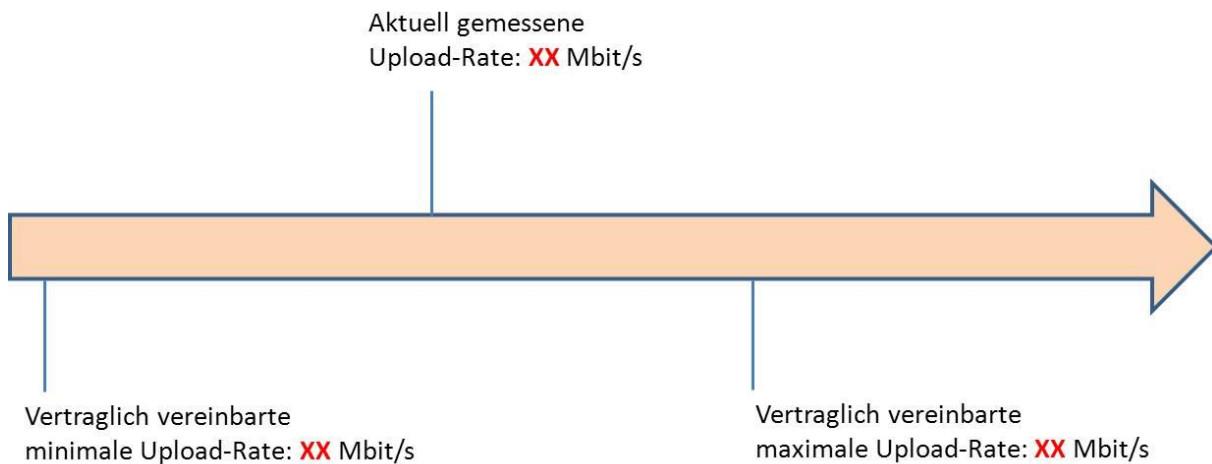 Aktuell gemessene
Upload-Rate: XX Mbit/s
Vertraglich vereinbarte
minimale Upload-Rate: XX Mbit/s
Vertraglich vereinbarte
maximale Upload-Rate: XX Mbit/s